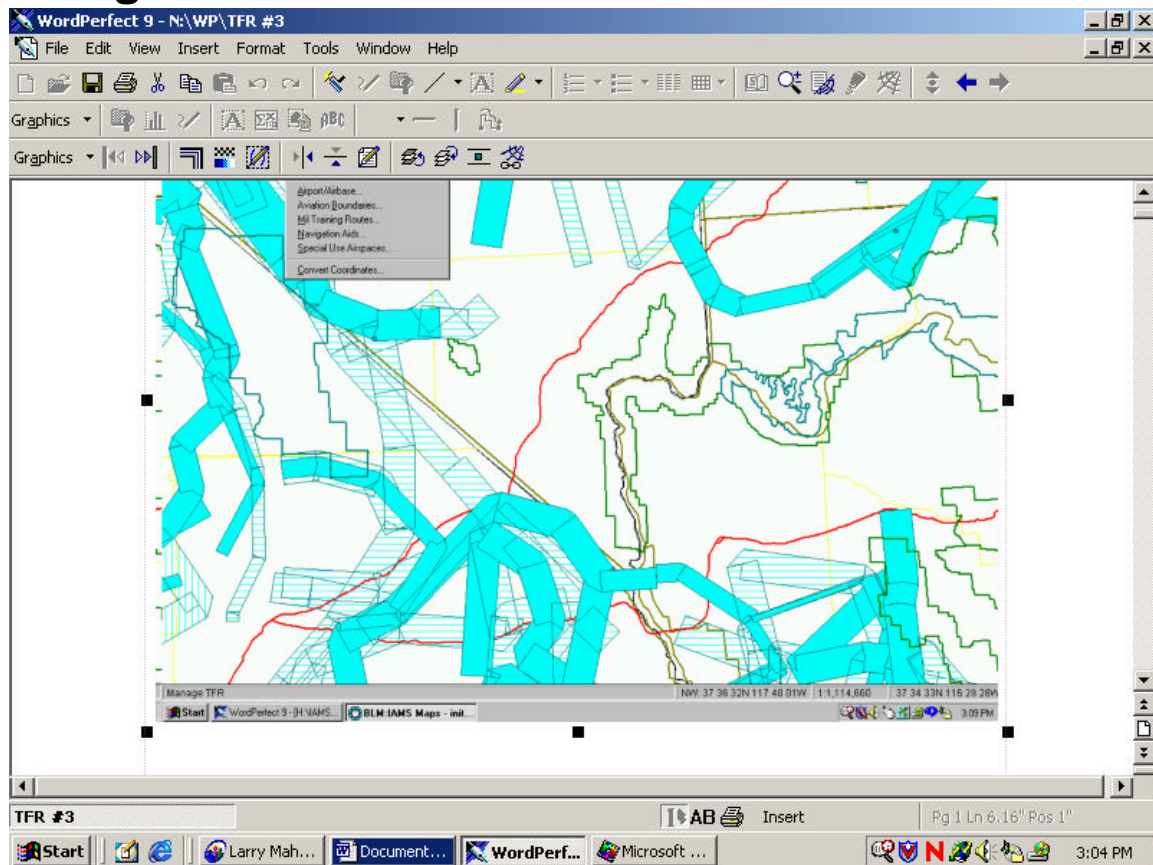 WordPerfect 9 - N:\WP\TFR #3
File Edit View Insert Format Tools Window Help
Graphics ABC
Graphics
Airport/Airbase...
Aviation Boundaries...
Mil Training Routes...
Navigation Aids...
Special Use Airspaces...
Convert Coordinates...
Manage TFR NW: 37 36 32N 117 40 01W 1:1,114,660 37 34 33N 116 29 28W
Start WordPerfect 9 - [H:\IAMS... BLM:IAMS Maps - init... 3:09 PM
TFR #3 AB Insert Pg 1 Ln 6.16" Pos 1"
Start Larry Mah... Document... WordPerf... Microsoft ... N 3:04 PM